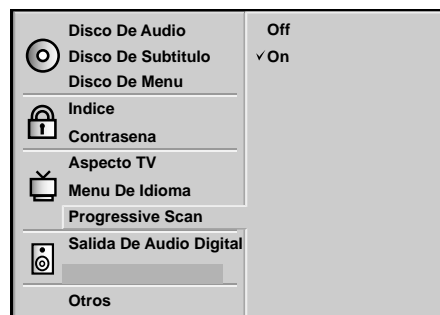 Disco De Audio
Disco De Subtitulo
Disco De Menu
Indice
Contrasena
Aspecto TV
Menu De Idioma
Progressive Scan
Salida De Audio Digital
Otros
Off
✓On